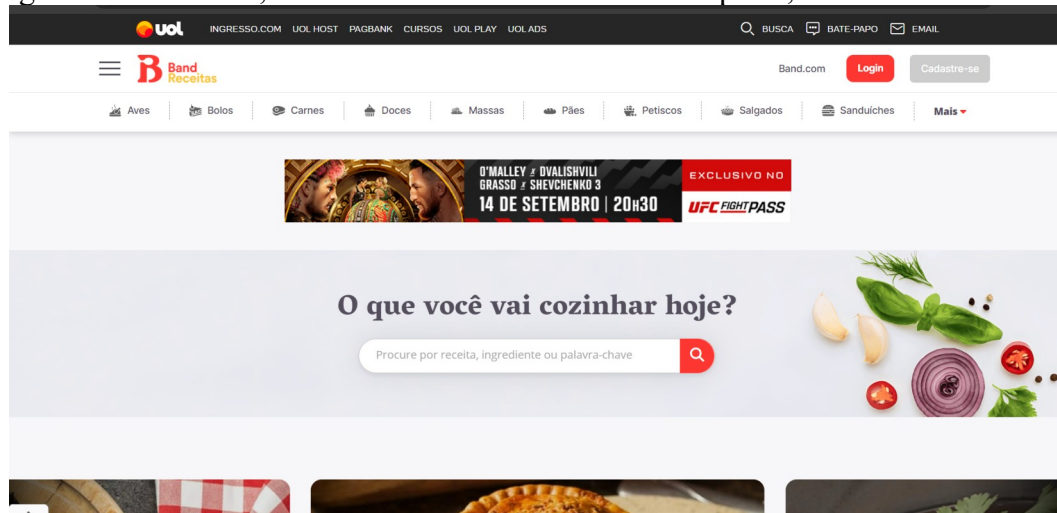 uol INGRESSO.COM UOL HOST PAGBANK CURSOS UOL PLAY UOL ADS BUSCA BATE-PAPO EMAIL
B Band Receitas Band.com Login Cadastre-se
Aves Bolos Carnes Doces Massas Pães Petiscos Salgados Sanduíches Mais
O'MALLEY x DVALISHVILI
GRASSO x SHEVCHENKO 3
14 DE SETEMBRO | 20H30
EXCLUSIVO NO
UFC FIGHT PASS
O que você vai cozinhar hoje?
Procure por receita, ingrediente ou palavra-chave